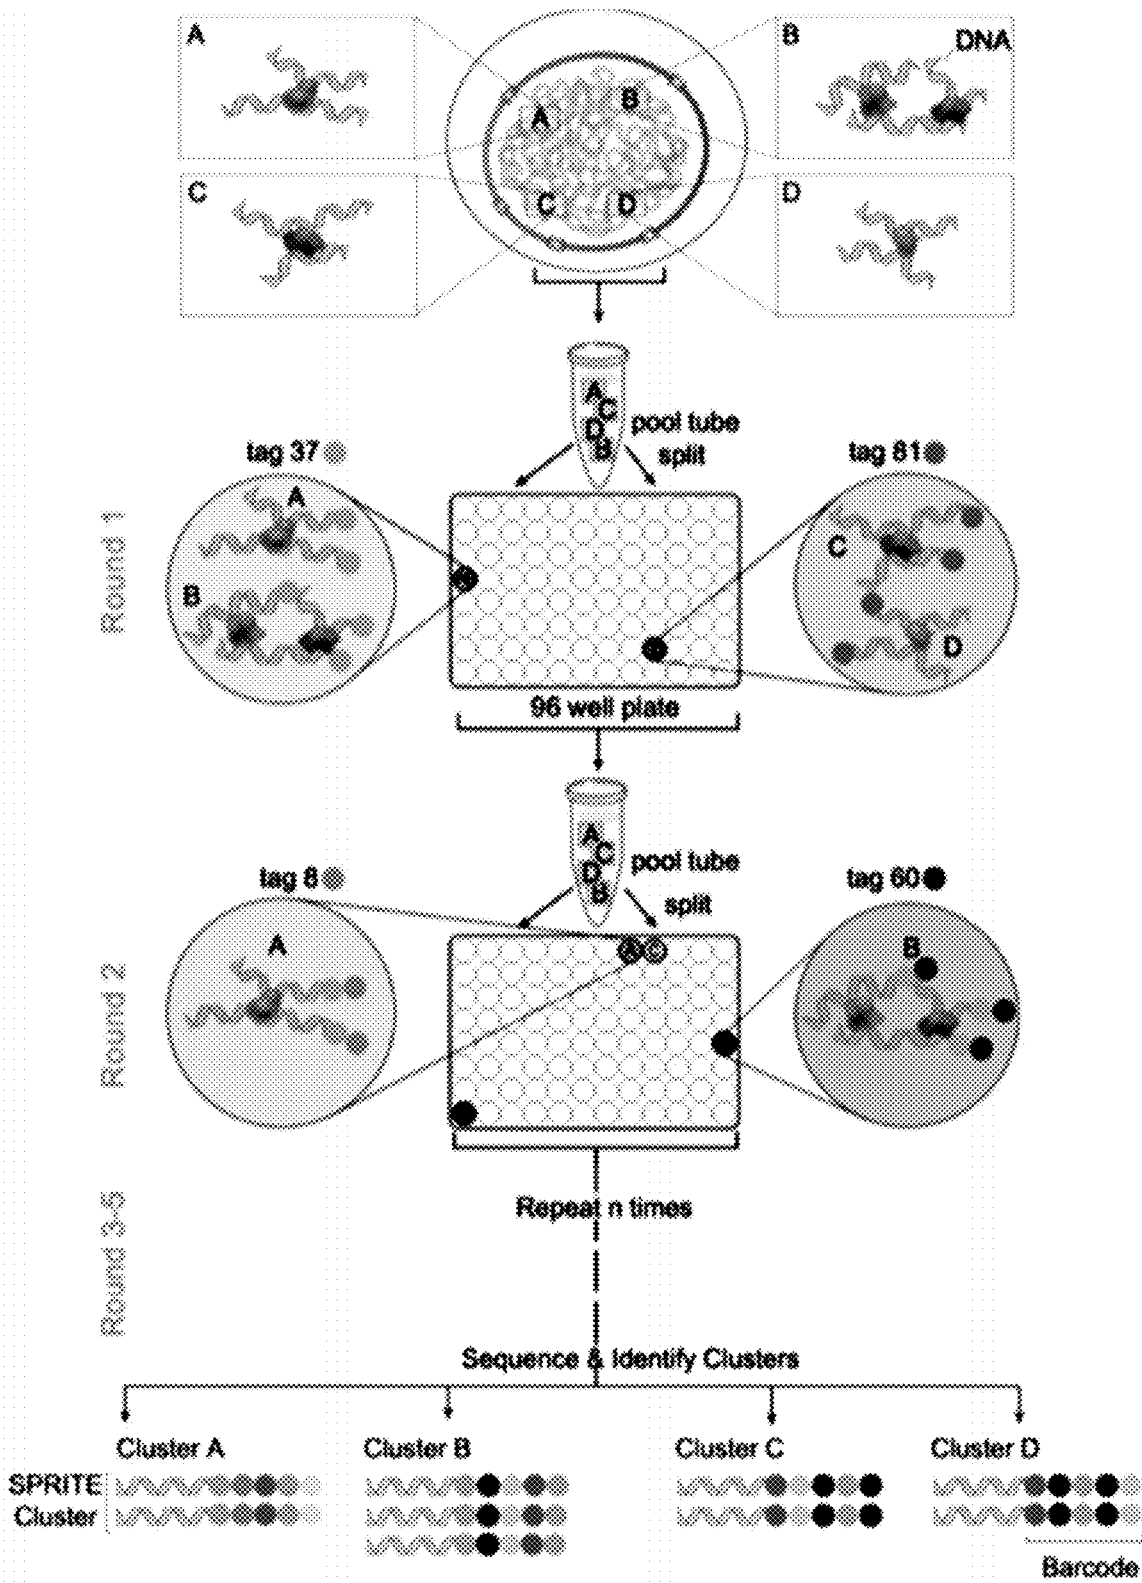 A
B
DNA
A
B
C
D
C
D
A
C
D
B
pool tube
split
tag 37
tag 81
A
B
C
D
Round 1
96 well plate
A
C
D
B
pool tube
split
tag 8
tag 60
A
A
C
B
Round 2
Repeat n times
Round 3-5
Sequence & Identify Clusters
Cluster A
Cluster B
Cluster C
Cluster D
SPRITE
Cluster
Barcode